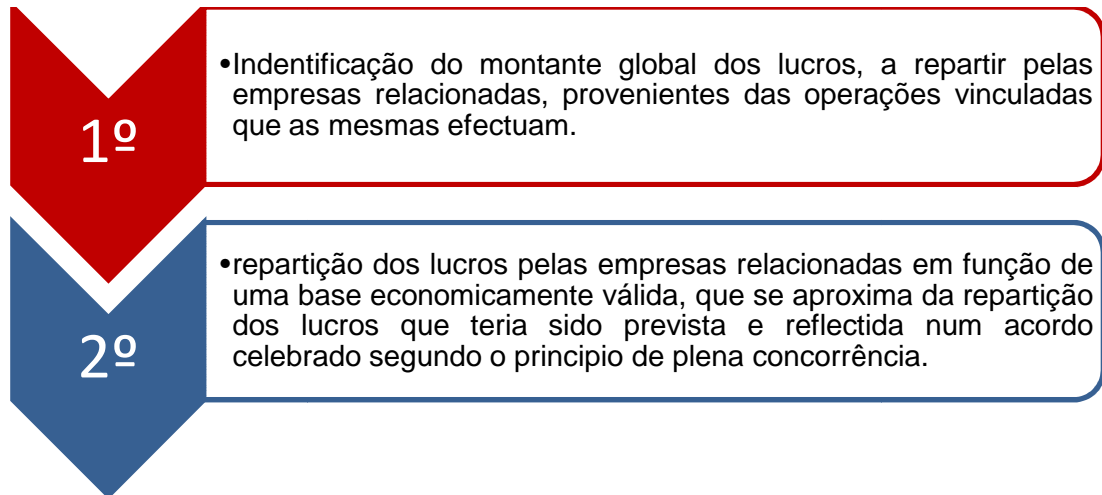 1º
•Indentificação do montante global dos lucros, a repartir pelas
empresas relacionadas, provenientes das operações vinculadas
que as mesmas efectuam.
2º
•repartição dos lucros pelas empresas relacionadas em função de
uma base economicamente válida, que se aproxima da repartição
dos lucros que teria sido prevista e reflectida num acordo
celebrado segundo o principio de plena concorrência.